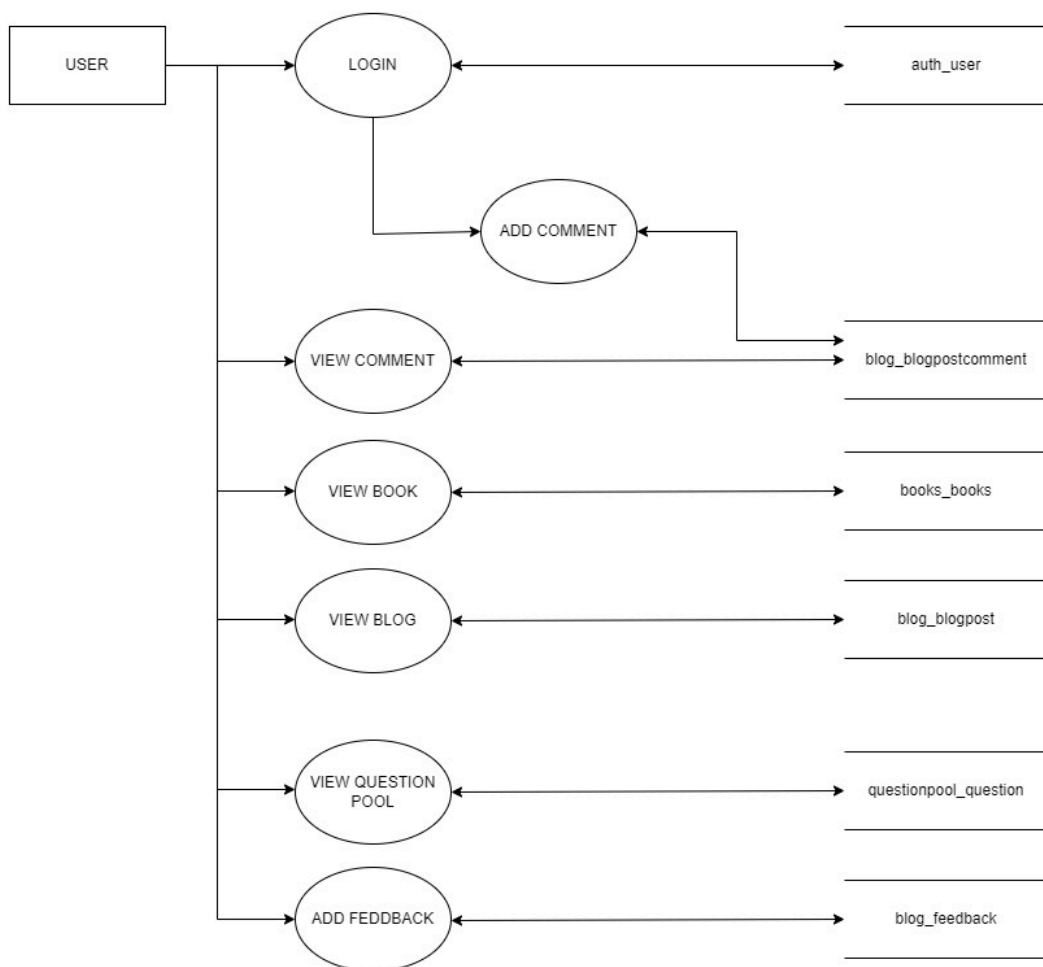 USER
LOGIN
auth_user
ADD COMMENT
VIEW COMMENT
blog_blogpostcomment
VIEW BOOK
books_books
VIEW BLOG
blog_blogpost
VIEW QUESTION
POOL
questionpool_question
ADD FEDDBACK
blog_feedback